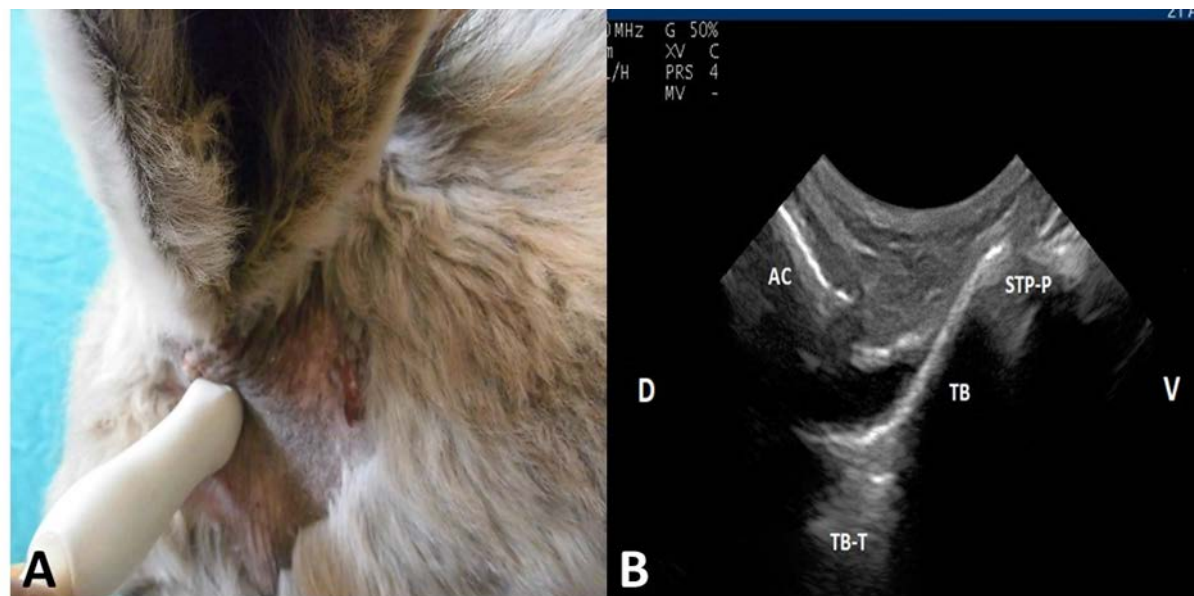 MHz G 50%
XV C
/H PRS 4
MV -
AC
STP-P
D
TB
V
TB-T
A
B